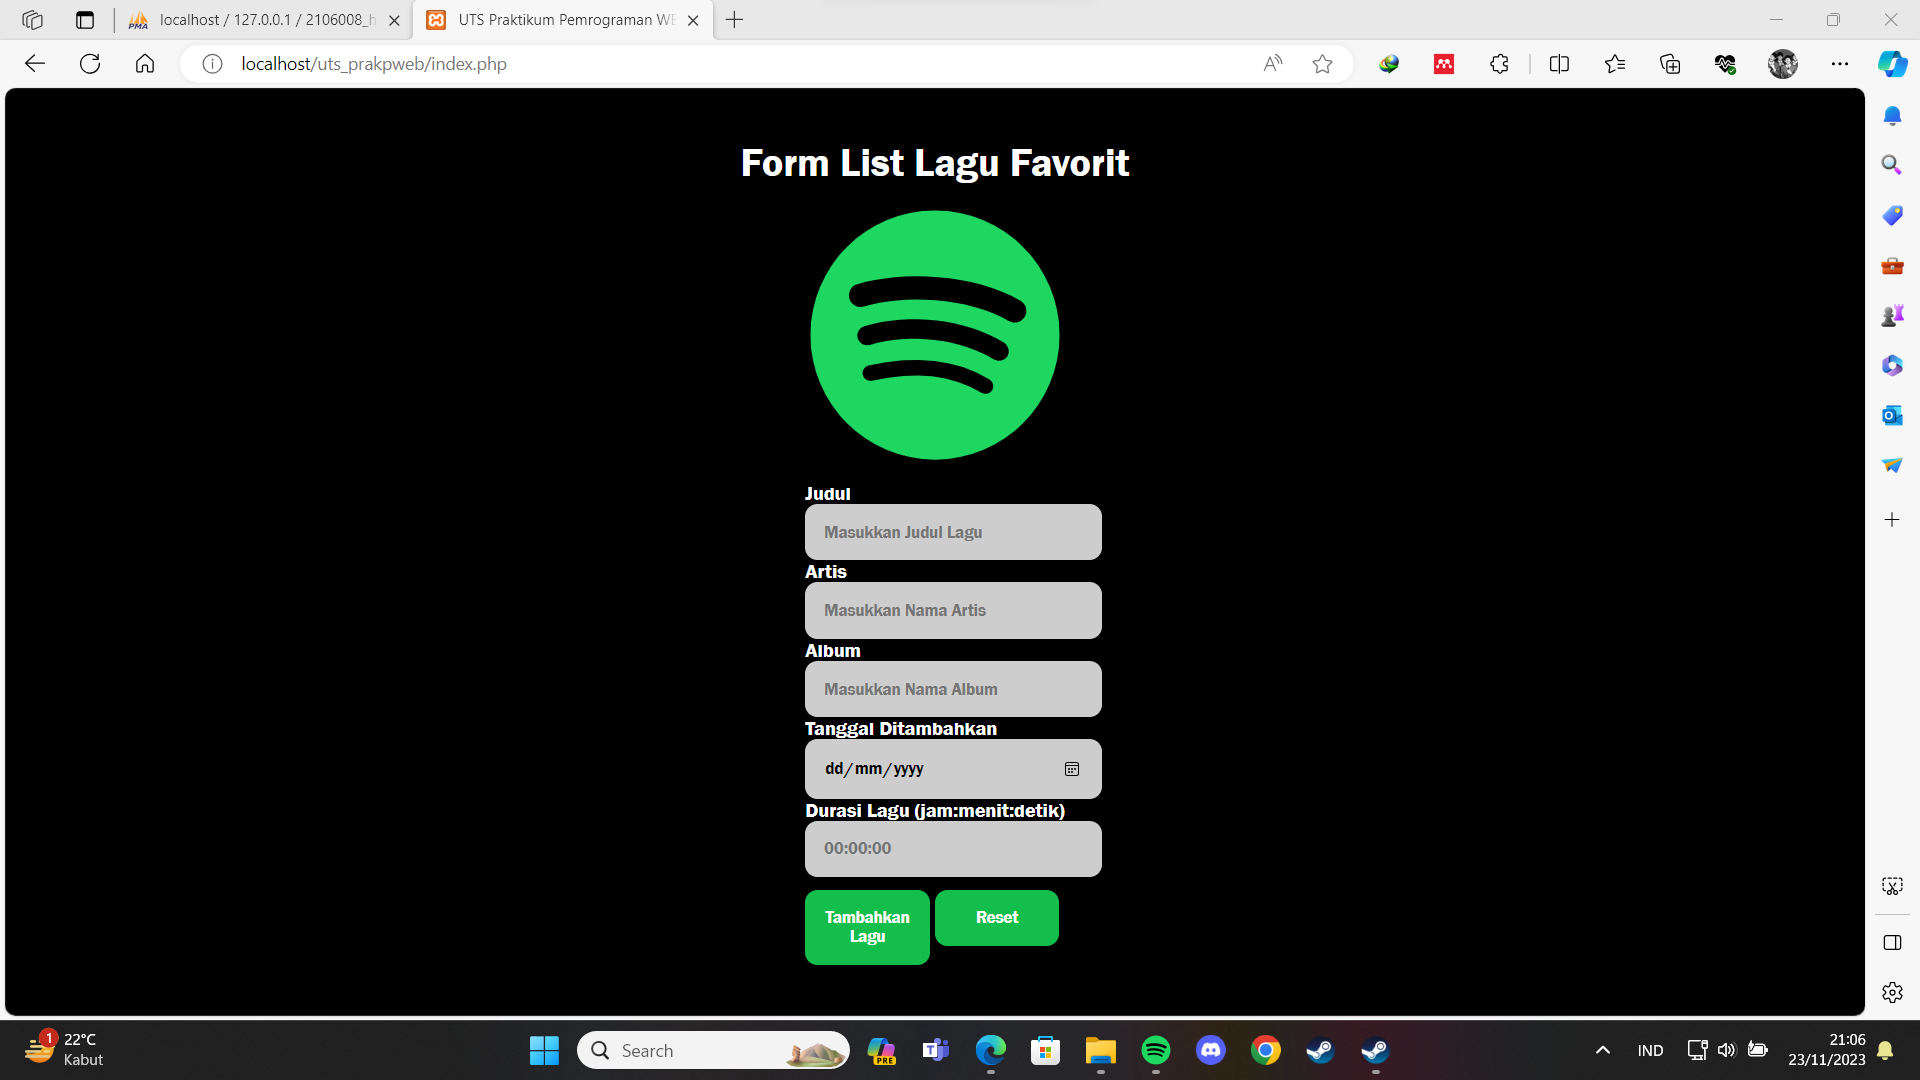 localhost / 127.0.0.1 / 2106008_h
UTS Praktikum Pemrograman WE
localhost/uts_prakpweb/index.php
Form List Lagu Favorit
Judul
Masukkan Judul Lagu
Artis
Masukkan Nama Artis
Album
Masukkan Nama Album
Tanggal Ditambahkan
dd/mm/yyyy
Durasi Lagu (jam:menit:detik)
00:00:00
Tambahkan
Lagu
Reset
1
22°C
Kabut
Search
PRE
IND
21:06
23/11/2023